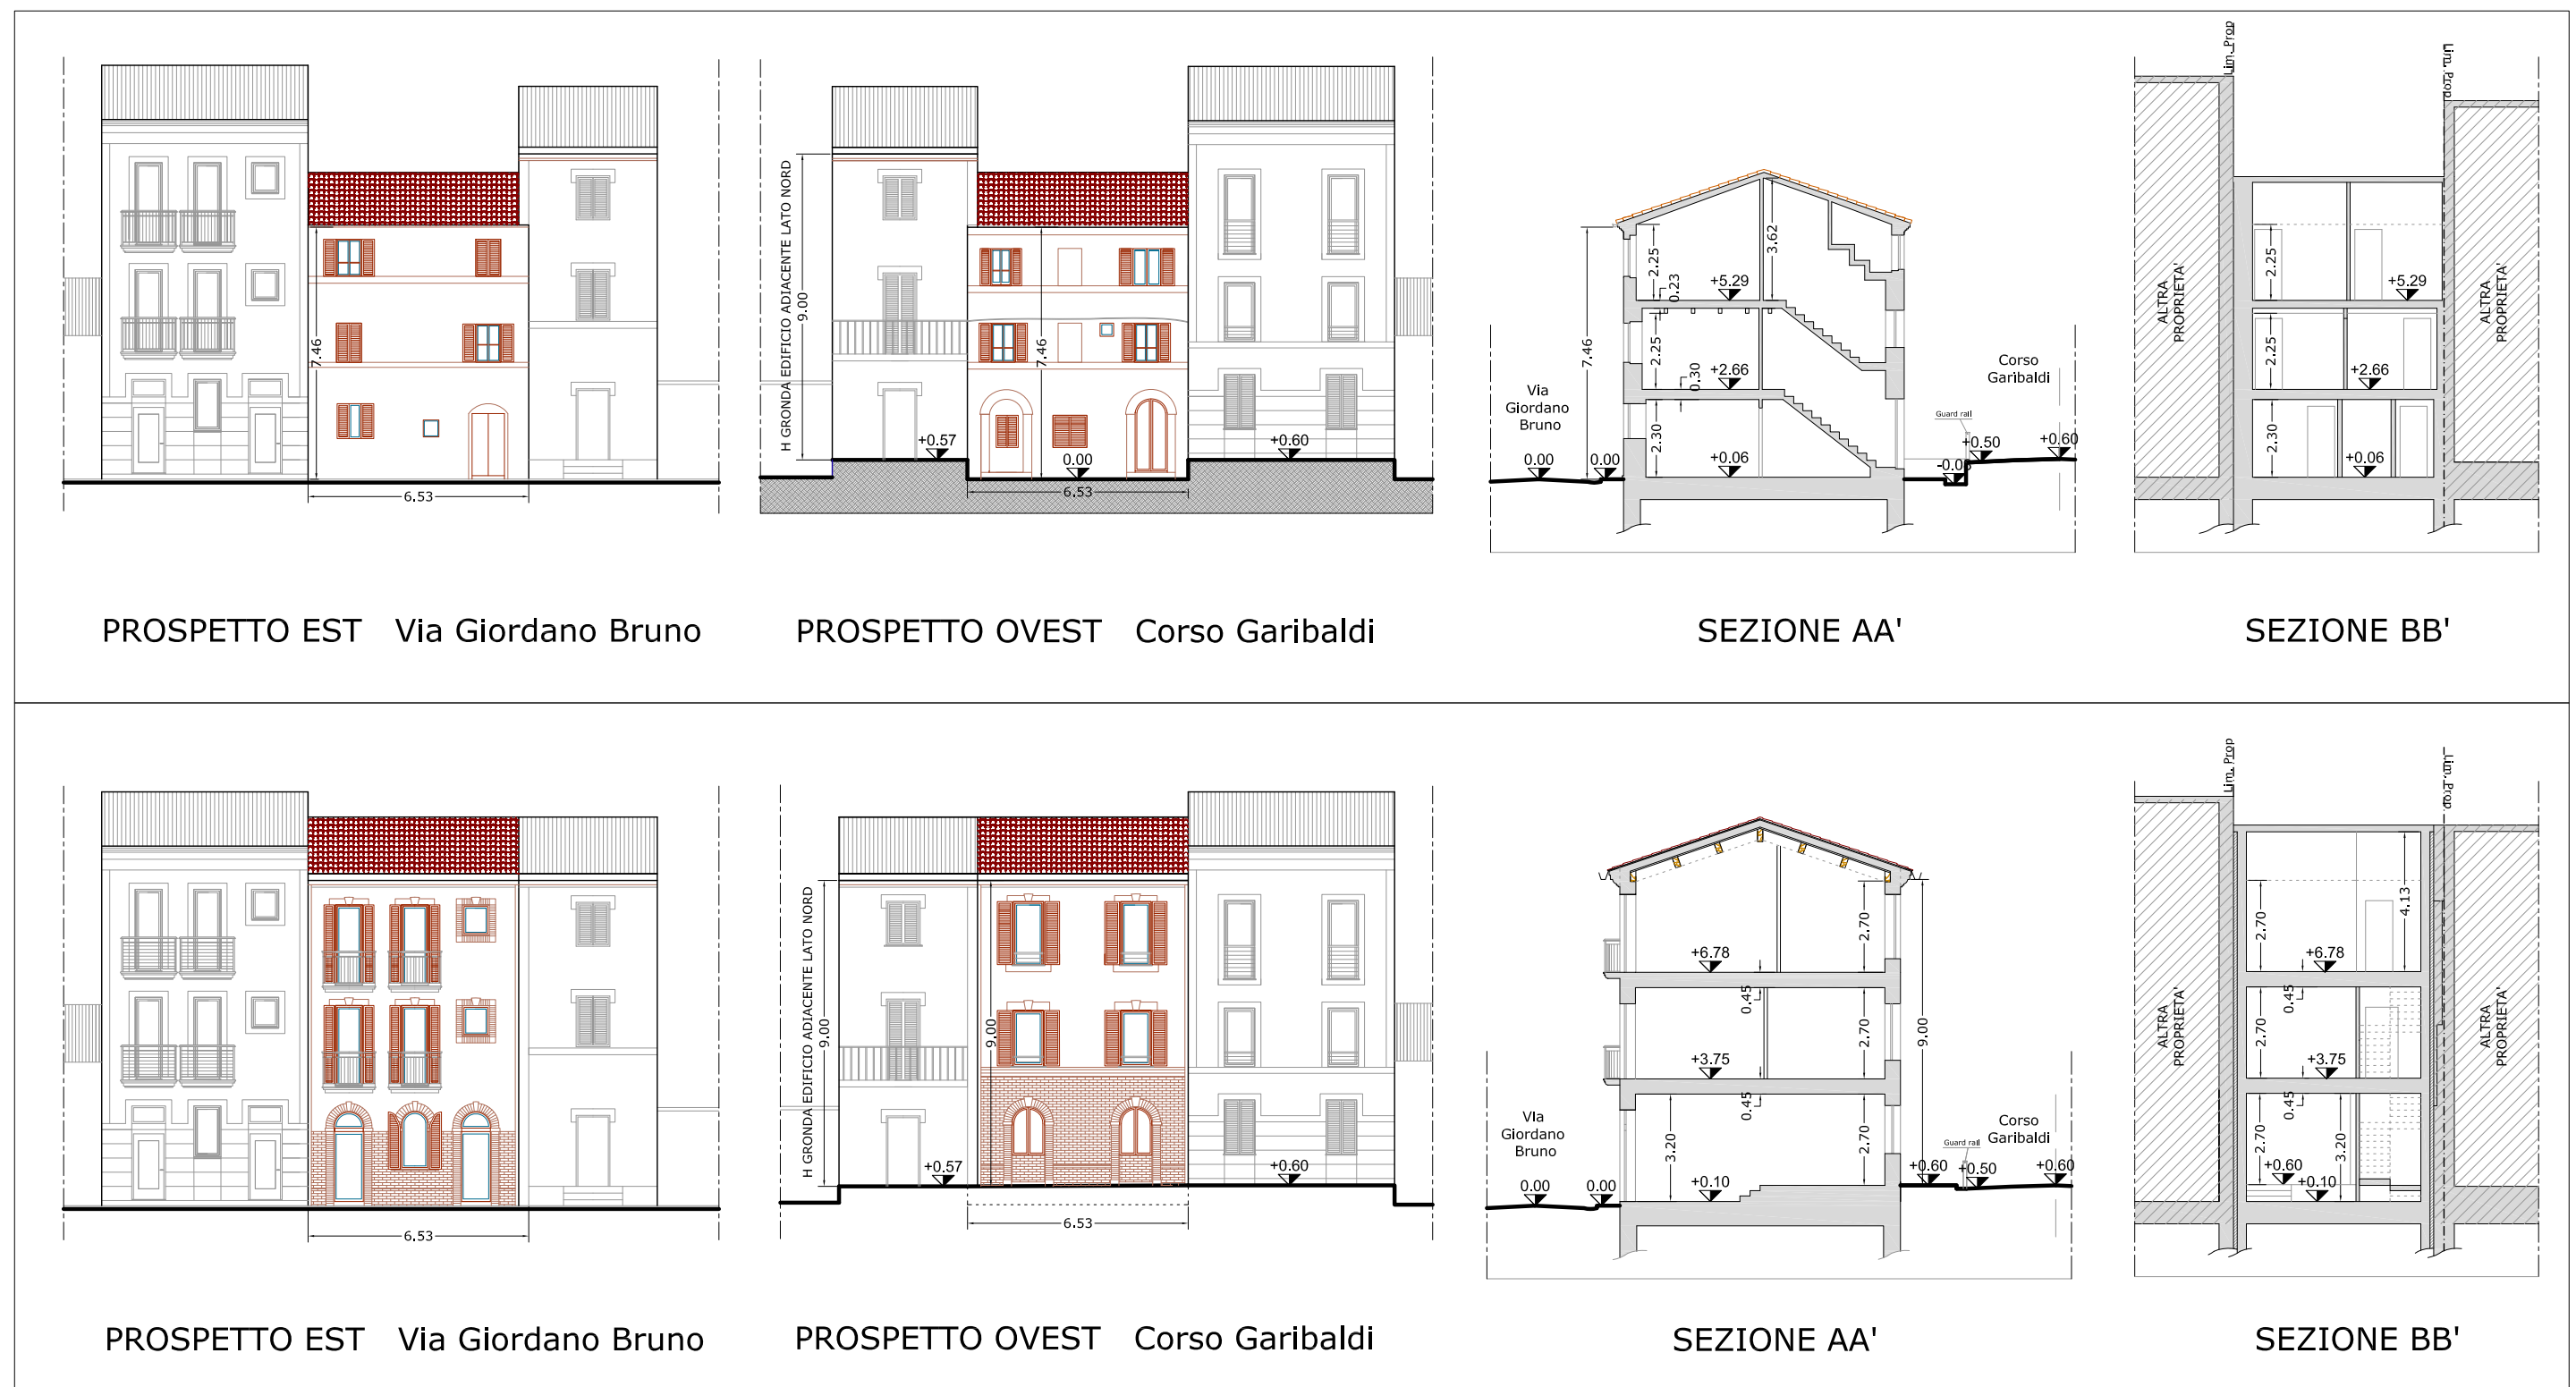 H GRONDA EDIFICIO ADIACENTE LATO NORD
9.00
7.46
6.53
7.46
+0.57
0.00
+0.60
6.53
Via
Giordano
Bruno
0.00
0.00
7.46
2.25
0.23
+5.29
3.62
2.25
0.30
+2.66
2.30
+0.06
Corso
Garibaldi
Guard rail
+0.50
+0.60
Lim. Prop
Lim. Prop
ALTRA
PROPRIETA'
2.25
+5.29
2.25
+2.66
2.30
+0.06
ALTRA
PROPRIETA'
PROSPETTO EST Via Giordano Bruno
PROSPETTO OVEST Corso Garibaldi
SEZIONE AA'
SEZIONE BB'
6.53
H GRONDA EDIFICIO ADIACENTE LATO NORD
9.00
9.00
+0.57
+0.60
6.53
VIa
Giordano
Bruno
0.00
0.00
+6.78
2.70
0.45
+3.75
2.70
0.45
3.20
2.70
+0.10
9.00
Corso
Garibaldi
Guard rail
+0.60
+0.50
+0.60
Lim. Prop
Lim. Prop
ALTRA
PROPRIETA'
2.70
4.13
+6.78
0.45
2.70
+3.75
0.45
2.70
3.20
+0.60
+0.10
ALTRA
PROPRIETA'
PROSPETTO EST Via Giordano Bruno
PROSPETTO OVEST Corso Garibaldi
SEZIONE AA'
SEZIONE BB'